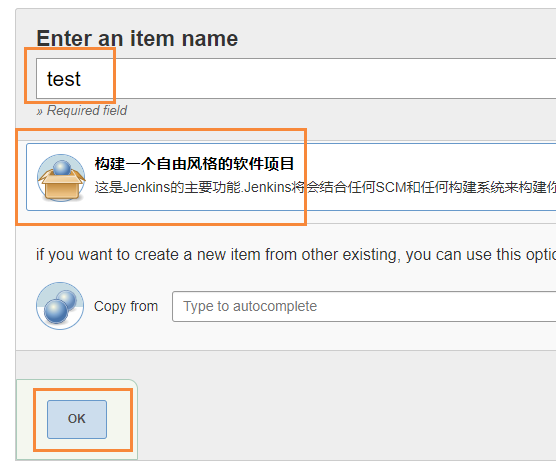 Enter an item name
test
» Required field
构建一个自由风格的软件项目
这是Jenkins的主要功能.Jenkins将会结合任何SCM和任何构建系统来构建你
if you want to create a new item from other existing, you can use this optio
Copy from Type to autocomplete
OK